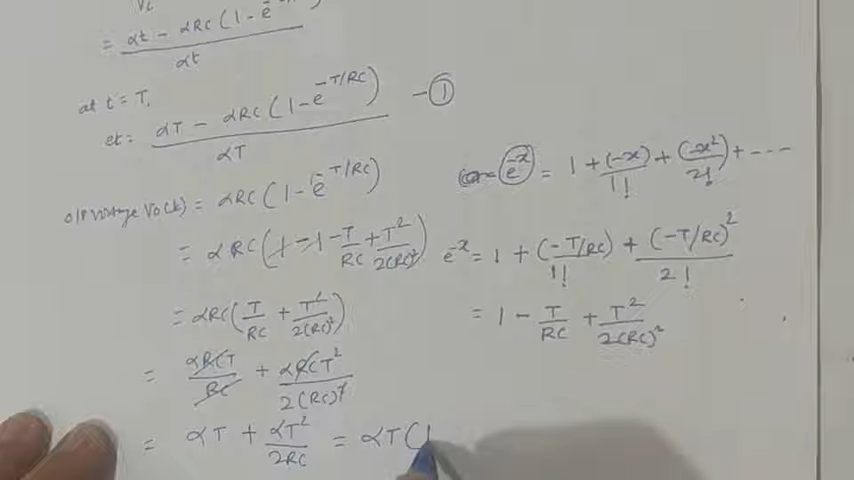 Vi
= αt - αRC (1 - e
αt
at t = T,
et = αT - αRC (1 - e^-T/RC) - ①
αT
O/P voltage Vo(t) = αRC (1 - e^-T/RC)
= αRC (1 - 1 - T/RC + T²/2(RC)²)
= αRC (T/RC + T²/2(RC)²)
= αRCT/RC + αRCT²/2(RC)²
= αT + αT²/2RC = αT (1
e^-x = 1 + (-x)/1! + (-x²)/2! + ----
e^-x = 1 + (-T/RC)/1! + (-T/RC)²/2!
= 1 - T/RC + T²/2(RC)²